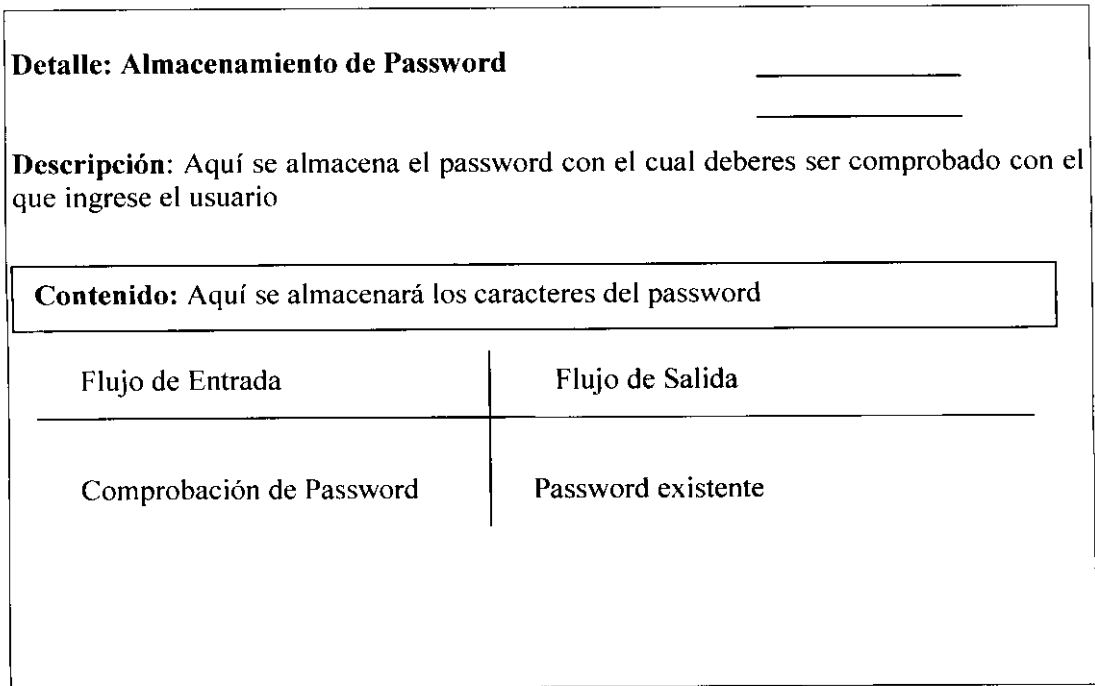 Detalle: Almacenamiento de Password
Descripción: Aquí se almacena el password con el cual deberes ser comprobado con el
que ingrese el usuario
Contenido: Aquí se almacenará los caracteres del password
Flujo de Entrada Flujo de Salida
Comprobación de Password Password existente